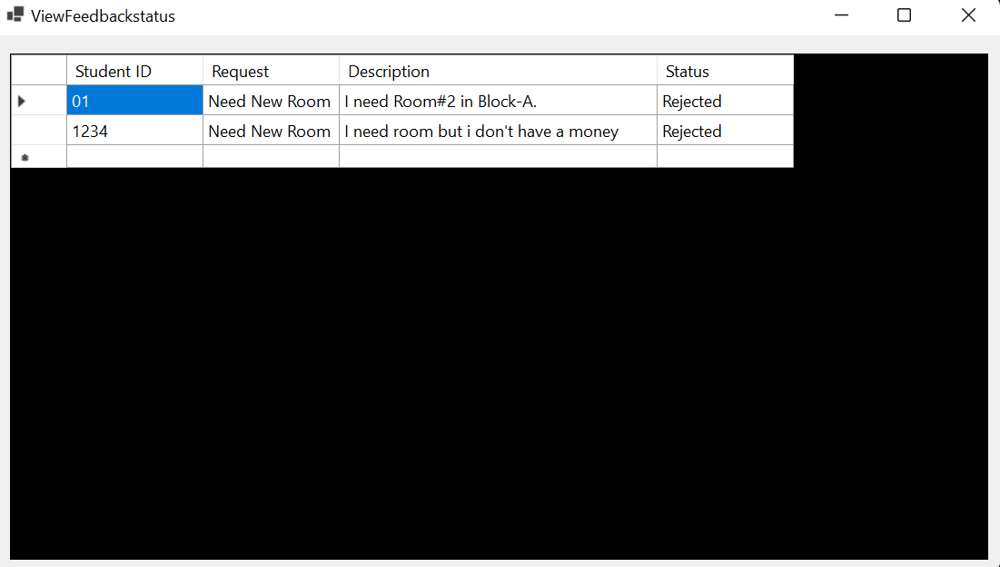 ViewFeedbackstatus
Student ID Request Description Status
01 Need New Room I need Room#2 in Block-A. Rejected
1234 Need New Room I need room but i don't have a money Rejected